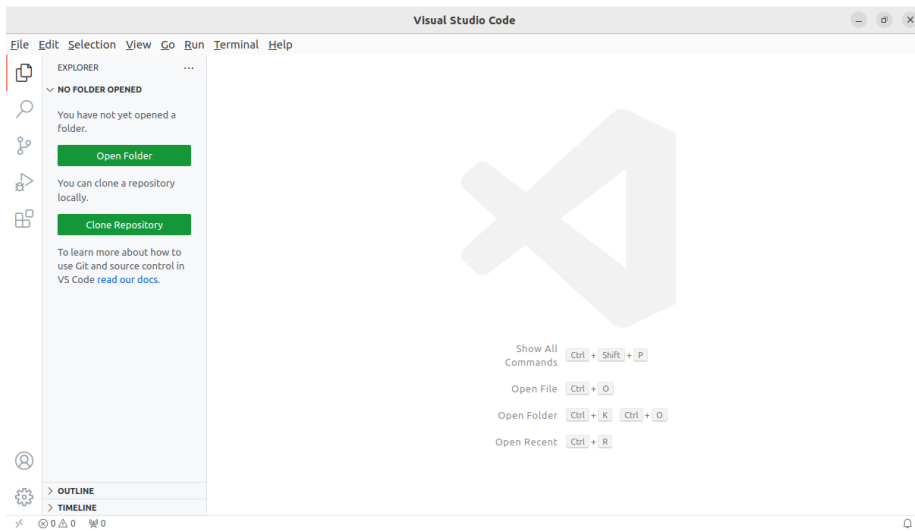 Visual Studio Code
File Edit Selection View Go Run Terminal Help
EXPLORER
NO FOLDER OPENED
You have not yet opened a
folder.
Open Folder
You can clone a repository
locally.
Clone Repository
To learn more about how to
use Git and source control in
VS Code read our docs.
Show All
Commands Ctrl + Shift + P
Open File Ctrl + O
Open Folder Ctrl + K Ctrl + O
Open Recent Ctrl + R
OUTLINE
TIMELINE
0 0 0